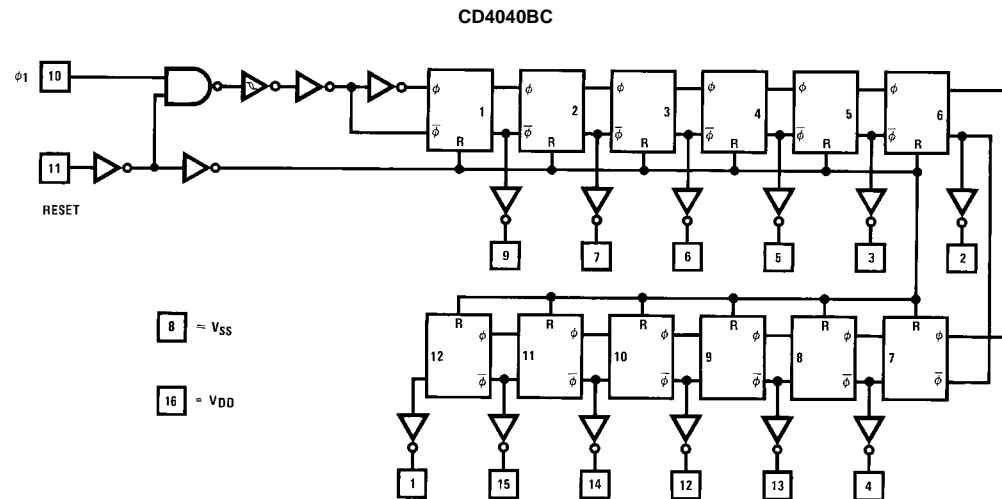 CD4040BC
ϕ1 10
11
RESET
ϕ ϕ̅ 1 R
ϕ̅ 2 R
ϕ ϕ̅ 3 R
ϕ ϕ̅ 4 R
ϕ ϕ̅ 5 R
ϕ ϕ̅ 6 R
9 7 6 5 3 2
8 = VSS
16 = VDD
12 R ϕ ϕ̅
11 R ϕ ϕ̅
10 R ϕ ϕ̅
9 R ϕ ϕ̅
8 R ϕ ϕ̅
7 R ϕ ϕ̅
1 15 14 12 13 4